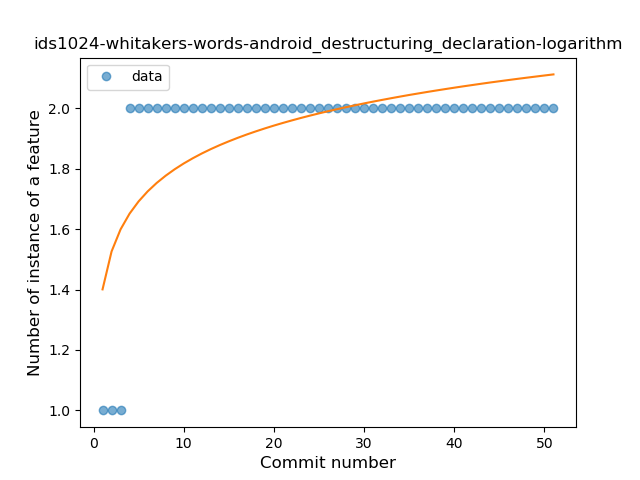 ids1024-whitakers-words-android_destructuring_declaration-logarithm
data
Number of instance of a feature
2.0
1.8
1.6
1.4
1.2
1.0
0 10 20 30 40 50
Commit number